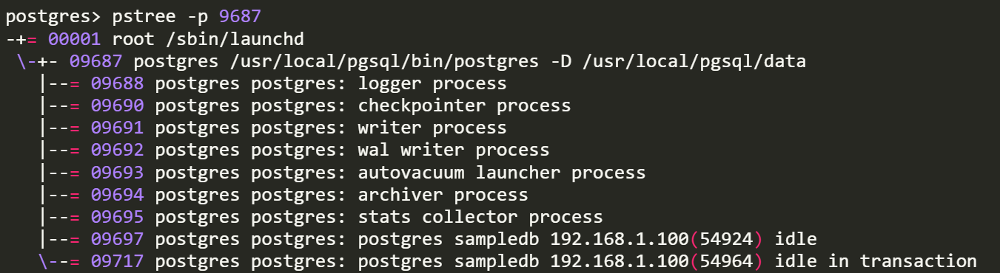 postgres> pstree -p 9687
-+= 00001 root /sbin/launchd
 \-+- 09687 postgres /usr/local/pgsql/bin/postgres -D /usr/local/pgsql/data
   |--= 09688 postgres postgres: logger process
   |--= 09690 postgres postgres: checkpointer process
   |--= 09691 postgres postgres: writer process
   |--= 09692 postgres postgres: wal writer process
   |--= 09693 postgres postgres: autovacuum launcher process
   |--= 09694 postgres postgres: archiver process
   |--= 09695 postgres postgres: stats collector process
   |--= 09697 postgres postgres: postgres sampledb 192.168.1.100(54924) idle
   \--= 09717 postgres postgres: postgres sampledb 192.168.1.100(54964) idle in transaction